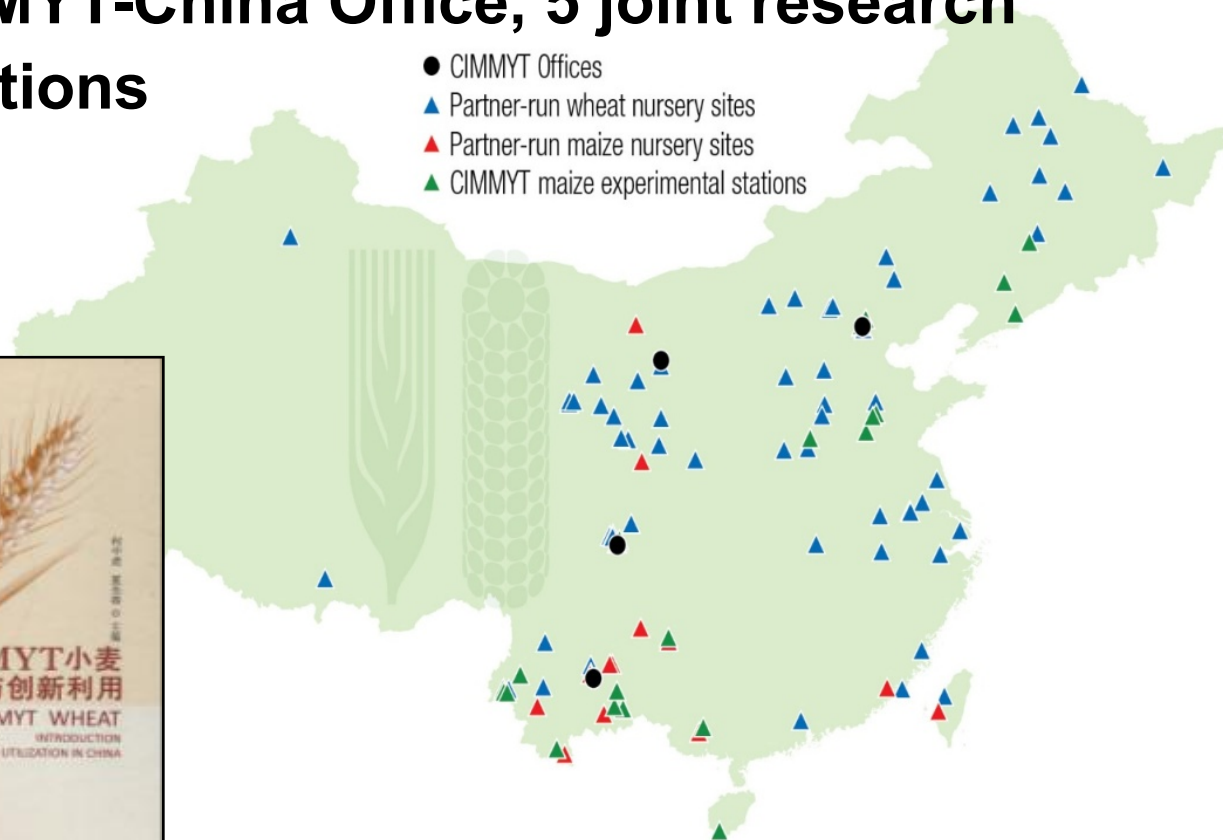 MYT-China Office, 5 joint research
tions
CIMMYT Offices
Partner-run wheat nursery sites
Partner-run maize nursery sites
CIMMYT maize experimental stations
MYT小麦
与创新利用
MYT WHEAT
INTRODUCTION
UTILIZATION IN CHINA